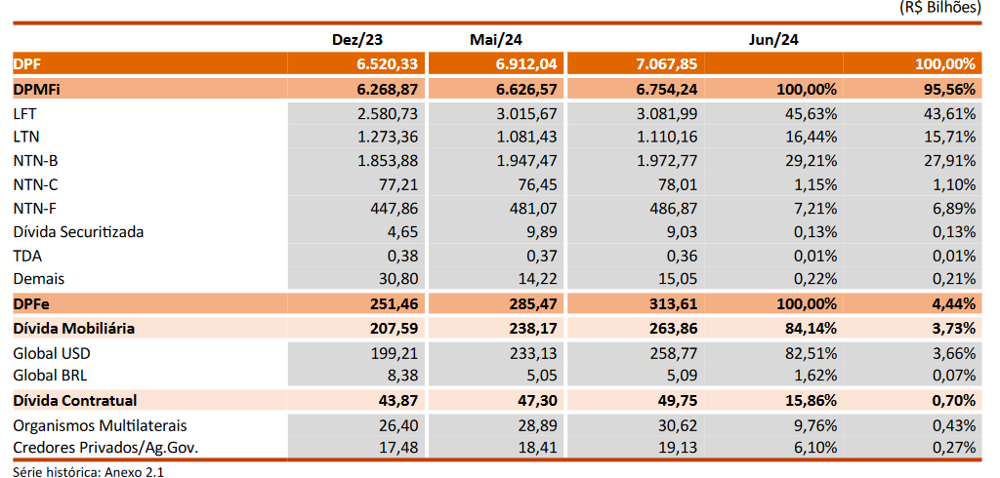 (R$ Bilhões)
Dez/23 Mai/24 Jun/24
DPF 6.520,33 6.912,04 7.067,85 100,00%
DPMFi 6.268,87 6.626,57 6.754,24 100,00% 95,56%
LFT 2.580,73 3.015,67 3.081,99 45,63% 43,61%
LTN 1.273,36 1.081,43 1.110,16 16,44% 15,71%
NTN-B 1.853,88 1.947,47 1.972,77 29,21% 27,91%
NTN-C 77,21 76,45 78,01 1,15% 1,10%
NTN-F 447,86 481,07 486,87 7,21% 6,89%
Dívida Securitizada 4,65 9,89 9,03 0,13% 0,13%
TDA 0,38 0,37 0,36 0,01% 0,01%
Demais 30,80 14,22 15,05 0,22% 0,21%
DPFe 251,46 285,47 313,61 100,00% 4,44%
Dívida Mobiliária 207,59 238,17 263,86 84,14% 3,73%
Global USD 199,21 233,13 258,77 82,51% 3,66%
Global BRL 8,38 5,05 5,09 1,62% 0,07%
Dívida Contratual 43,87 47,30 49,75 15,86% 0,70%
Organismos Multilaterais 26,40 28,89 30,62 9,76% 0,43%
Credores Privados/Ag.Gov. 17,48 18,41 19,13 6,10% 0,27%
Série histórica: Anexo 2.1